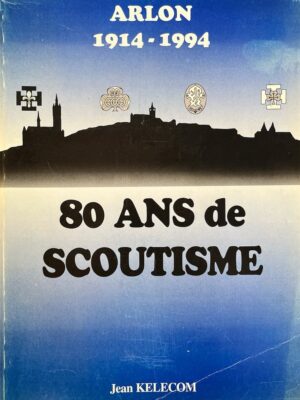 ARLON
1914 - 1994
80 ANS de
SCOUTISME
Jean KELECOM